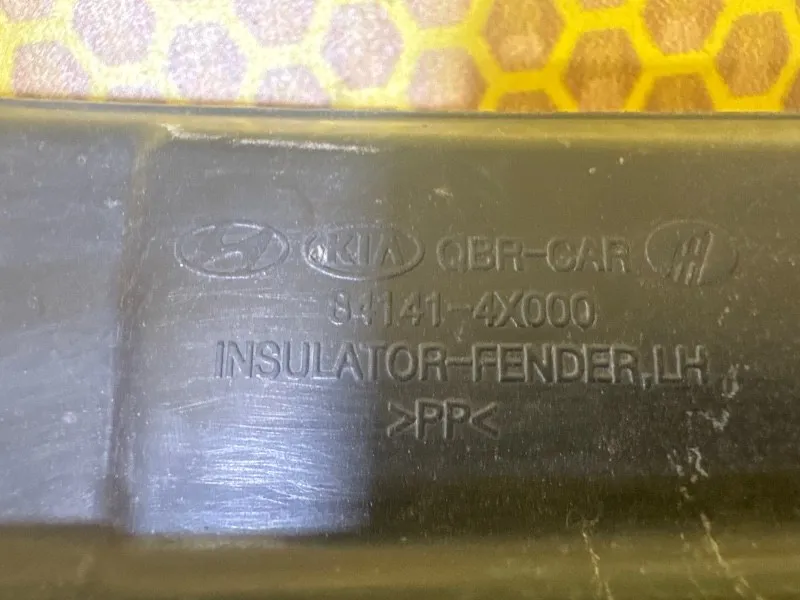 KIA QBR-CAR
84141-4X000
INSULATOR-FENDER,LH
>PP<